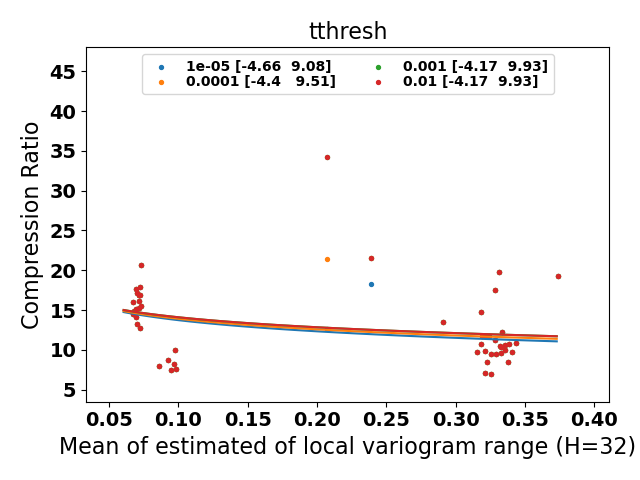 tthresh
1e-05 [-4.66  9.08]
0.0001 [-4.4   9.51]
0.001 [-4.17  9.93]
0.01 [-4.17  9.93]
Compression Ratio
45
40
35
30
25
20
15
10
5
0.05 0.10 0.15 0.20 0.25 0.30 0.35 0.40
Mean of estimated of local variogram range (H=32)